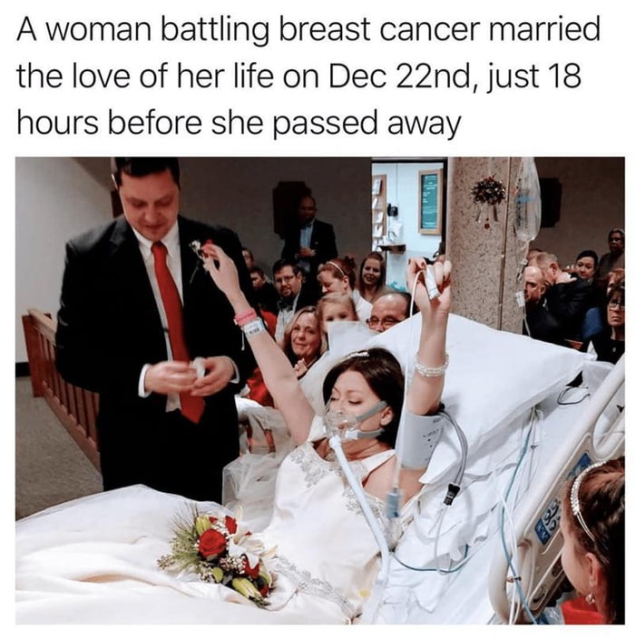 A woman battling breast cancer married
the love of her life on Dec 22nd, just 18
hours before she passed away